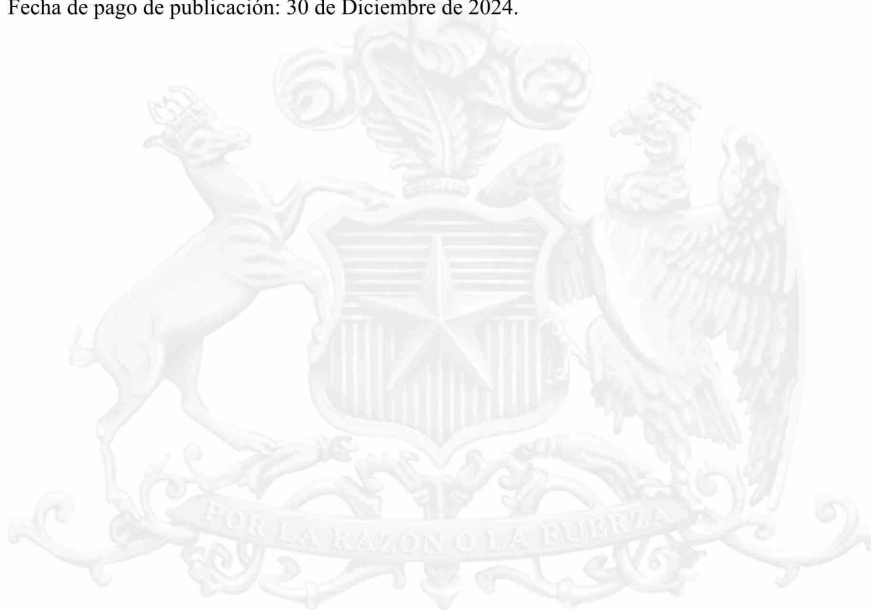 Fecha de pago de publicación: 30 de Diciembre de 2024.
POR LA RAZON O LA FUERZA